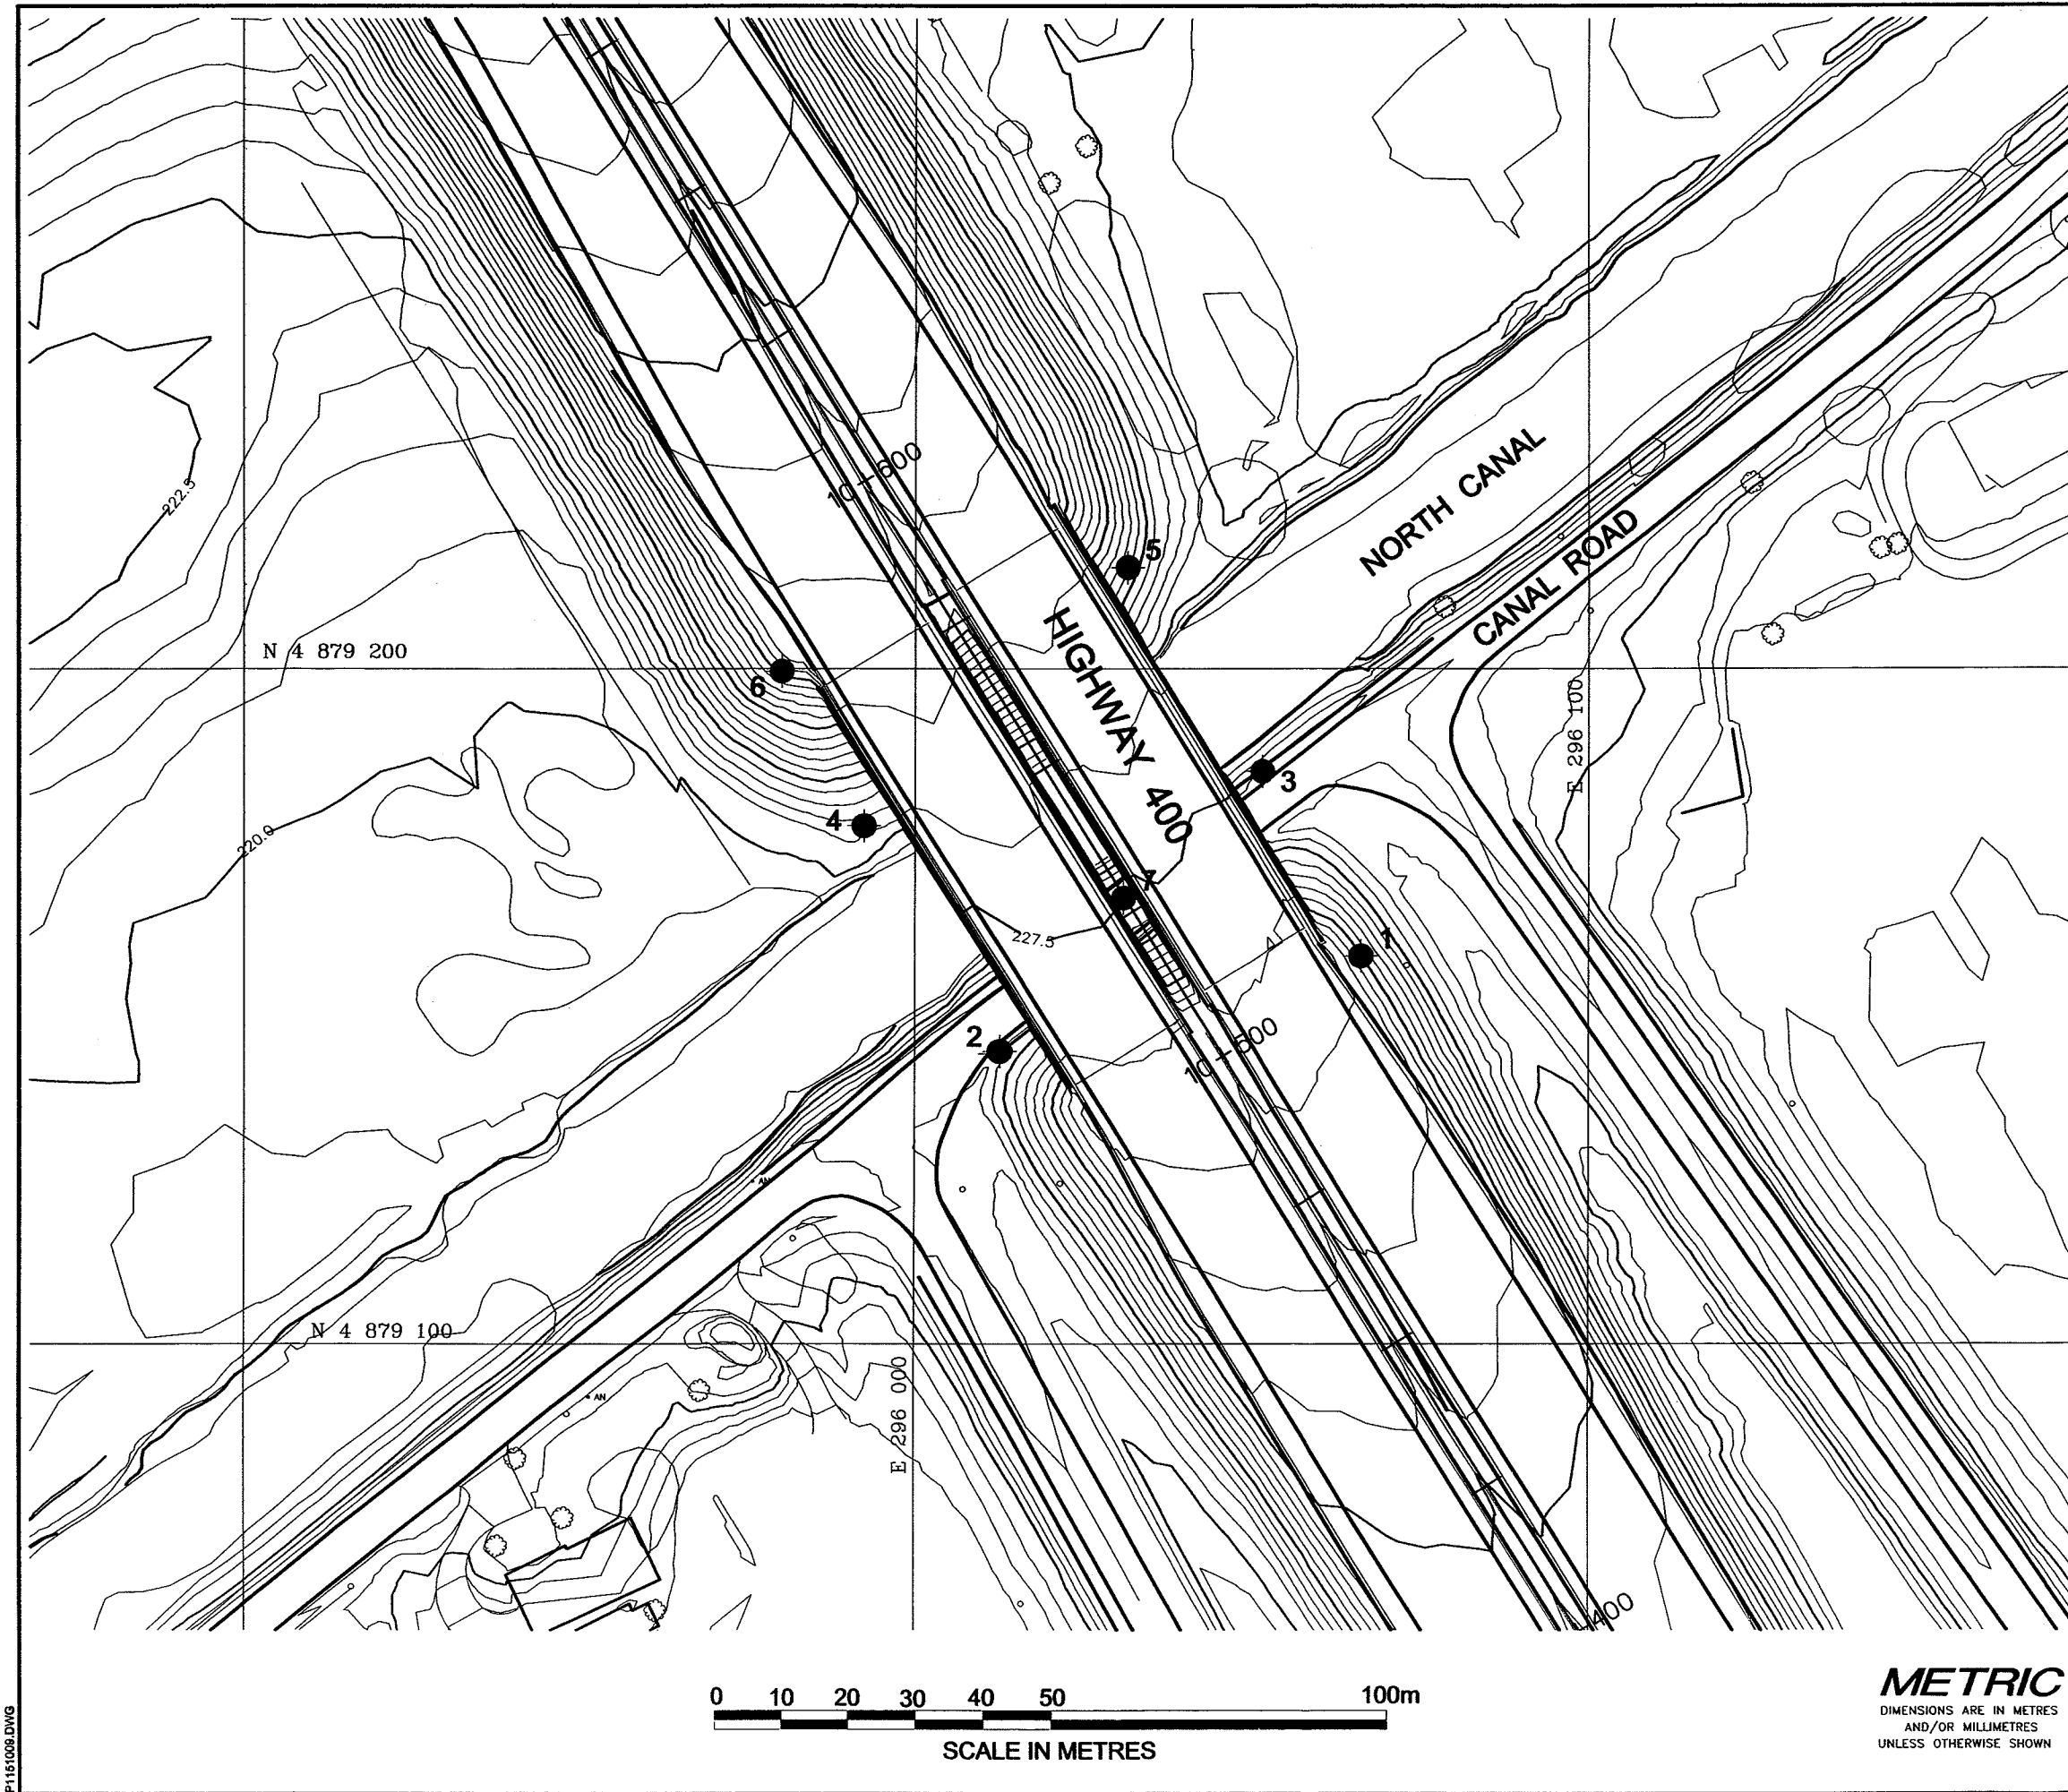 10+600
222.5
NORTH CANAL
CANAL ROAD
5
N 4 879 200
HIGHWAY 400
6
E 296 100
3
4
220.0
7
227.5
1
2
10+500
AN
N 4 879 100
E 296 000
AN
400
0 10 20 30 40 50 100m
SCALE IN METRES
METRIC
DIMENSIONS ARE IN METRES
AND/OR MILLIMETRES
UNLESS OTHERWISE SHOWN
P1151009.DWG